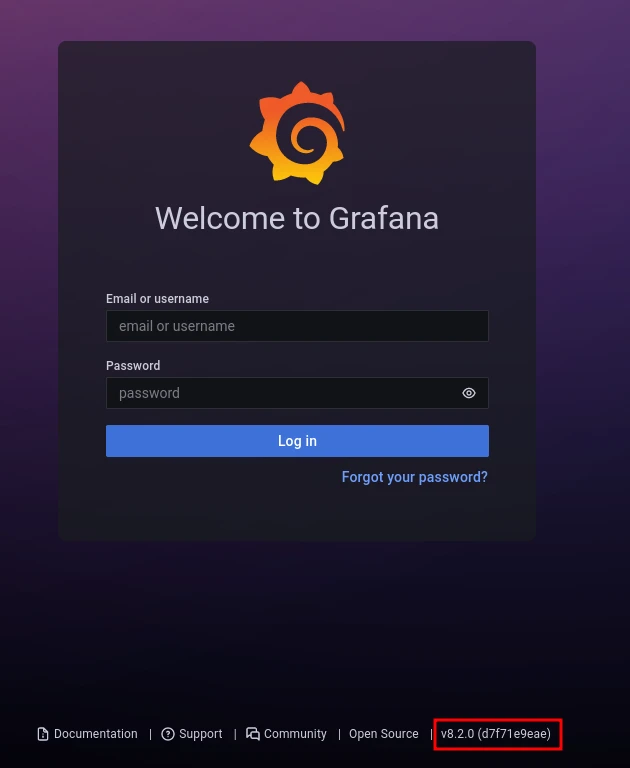 Welcome to Grafana
Email or username
email or username
Password
password
Log in
Forgot your password?
Documentation | Support | Community | Open Source | v8.2.0 (d7f71e9eae)